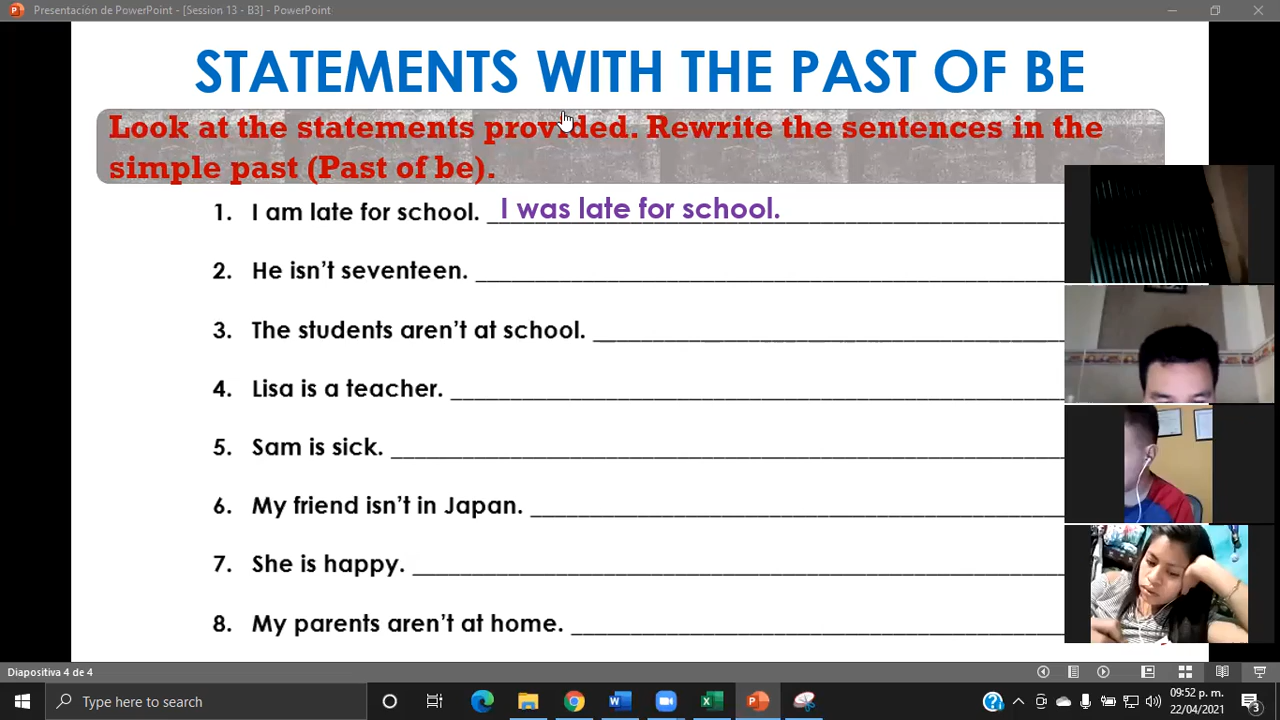 Presentación de PowerPoint - [Session 13 - B3] - PowerPoint
STATEMENTS WITH THE PAST OF BE
Look at the statements provided. Rewrite the sentences in the
simple past (Past of be).
1. I am late for school. I was late for school.
2. He isn't seventeen.
3. The students aren't at school.
4. Lisa is a teacher.
5. Sam is sick.
6. My friend isn't in Japan.
7. She is happy.
8. My parents aren't at home.
Diapositiva 4 de 4
Type here to search
09:52 p. m.
22/04/2021
3